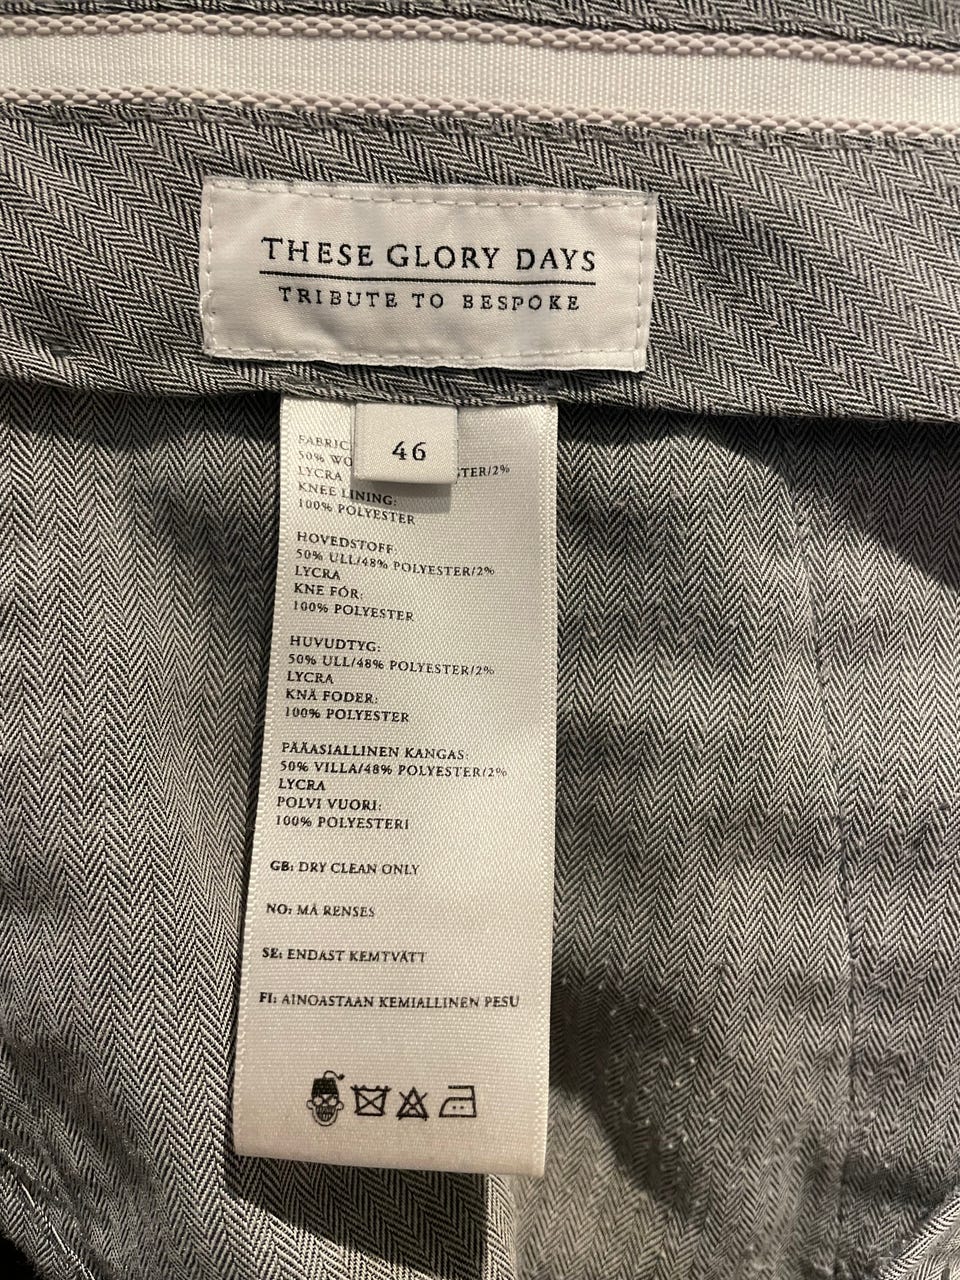 THESE GLORY DAYS
TRIBUTE TO BESPOKE
46
FABRIC
50% WO STER/2%
LYCRA
KNEE LINING:
100% POLYESTER
HOVEDSTOFF:
50% ULL/48% POLYESTER/2%
LYCRA
KNE FÓR:
100% POLYESTER
HUVUDTYG:
50% ULL/48% POLYESTER/2%
LYCRA
KNÄ FODER:
100% POLYESTER
PÄÄASIALLINEN KANGAS:
50% VILLA/48% POLYESTER/2%
LYCRA
POLVI VUORI:
100% POLYESTERI
GB: DRY CLEAN ONLY
NO: MÅ RENSES
SE: ENDAST KEMTVÄTT
FI: AINOASTAAN KEMIALLINEN PESU